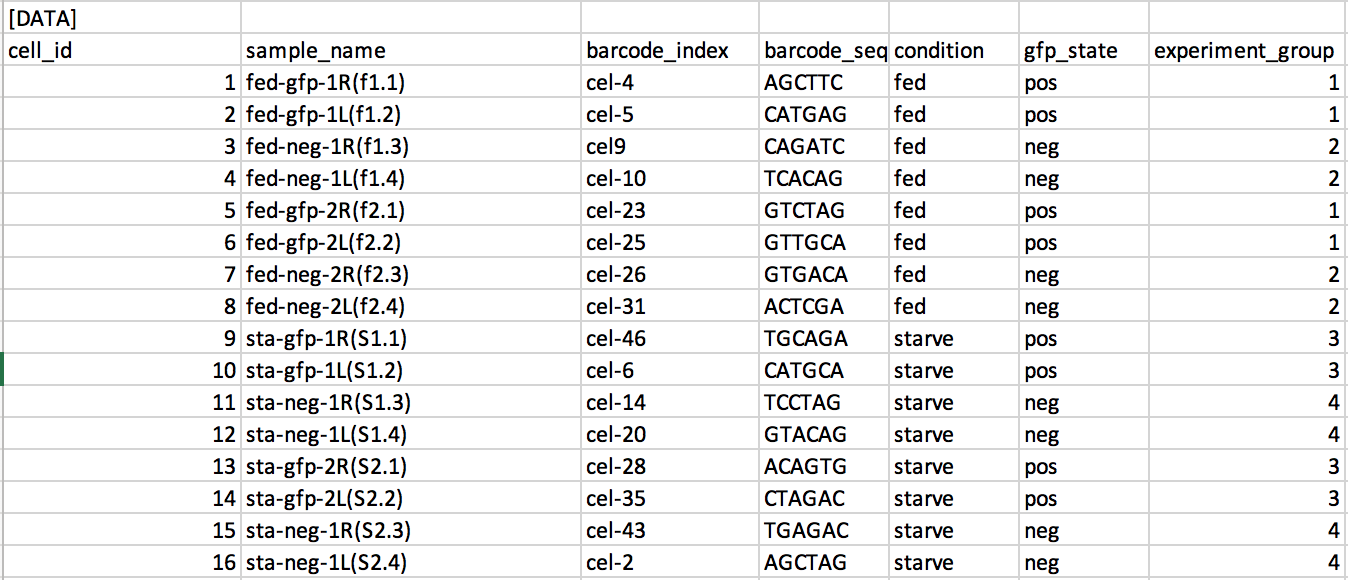 [DATA]
cell_id sample_name barcode_index barcode_seq condition gfp_state experiment_group
1 fed-gfp-1R(f1.1) cel-4 AGCTTC fed pos 1
2 fed-gfp-1L(f1.2) cel-5 CATGAG fed pos 1
3 fed-neg-1R(f1.3) cel9 CAGATC fed neg 2
4 fed-neg-1L(f1.4) cel-10 TCACAG fed neg 2
5 fed-gfp-2R(f2.1) cel-23 GTCTAG fed pos 1
6 fed-gfp-2L(f2.2) cel-25 GTTGCA fed pos 1
7 fed-neg-2R(f2.3) cel-26 GTGACA fed neg 2
8 fed-neg-2L(f2.4) cel-31 ACTCGA fed neg 2
9 sta-gfp-1R(S1.1) cel-46 TGCAGA starve pos 3
10 sta-gfp-1L(S1.2) cel-6 CATGCA starve pos 3
11 sta-neg-1R(S1.3) cel-14 TCCTAG starve neg 4
12 sta-neg-1L(S1.4) cel-20 GTACAG starve neg 4
13 sta-gfp-2R(S2.1) cel-28 ACAGTG starve pos 3
14 sta-gfp-2L(S2.2) cel-35 CTAGAC starve pos 3
15 sta-neg-1R(S2.3) cel-43 TGAGAC starve neg 4
16 sta-neg-1L(S2.4) cel-2 AGCTAG starve neg 4